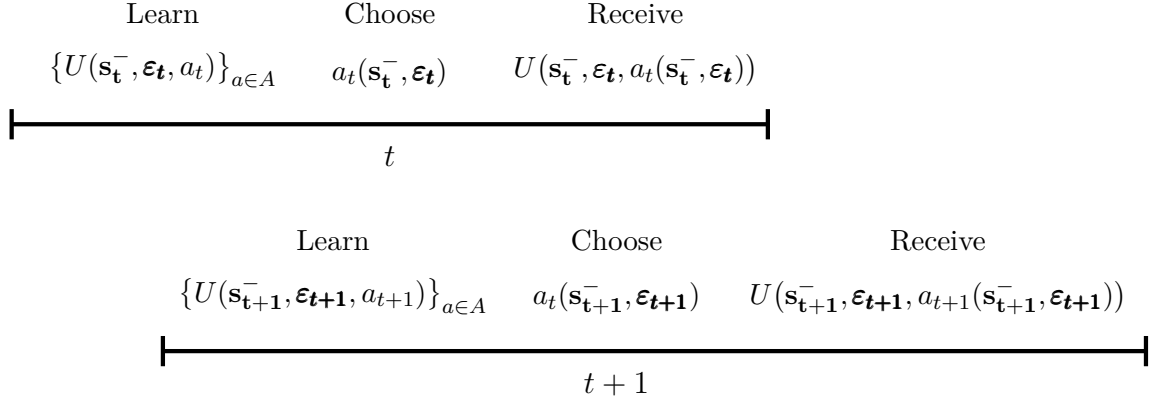 Learn Choose Receive
{U(s_t^-, ε_t, a_t)}_{a∈A} a_t(s_t^-, ε_t) U(s_t^-, ε_t, a_t(s_t^-, ε_t))
t
Learn Choose Receive
{U(s_{t+1}^-, ε_{t+1}, a_{t+1})}_{a∈A} a_t(s_{t+1}^-, ε_{t+1}) U(s_{t+1}^-, ε_{t+1}, a_{t+1}(s_{t+1}^-, ε_{t+1}))
t + 1